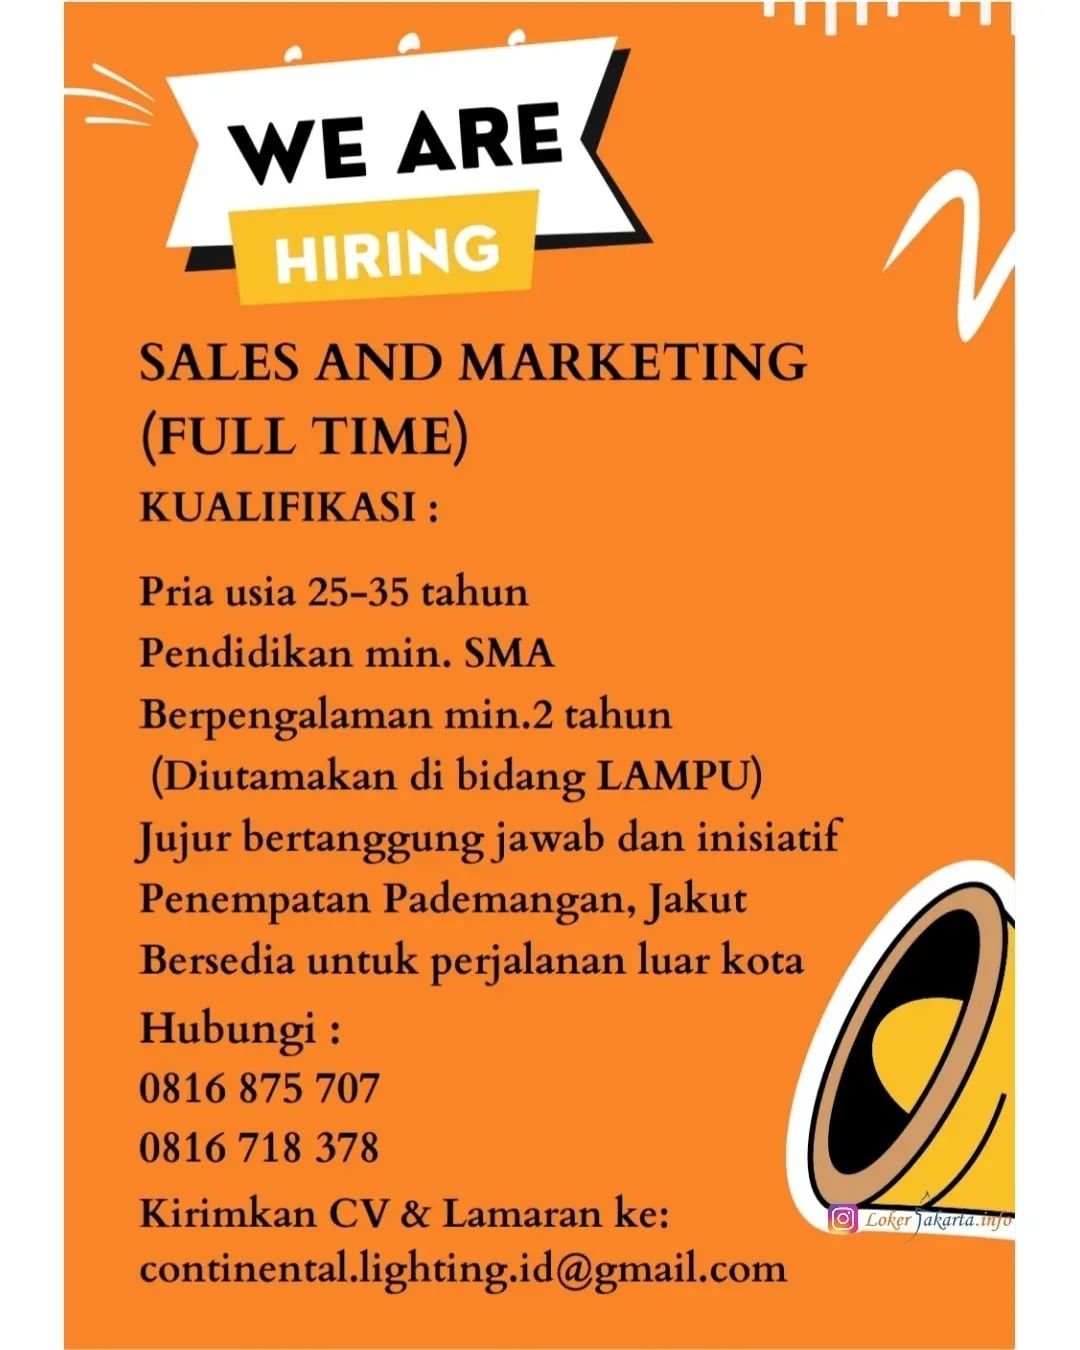 WE ARE
HIRING
SALES AND MARKETING
(FULL TIME)
KUALIFIKASI :
Pria usia 25-35 tahun
Pendidikan min. SMA
Berpengalaman min.2 tahun
(Diutamakan di bidang LAMPU)
Jujur bertanggung jawab dan inisiatif
Penempatan Pademangan, Jakut
Bersedia untuk perjalanan luar kota
Hubungi :
0816 875 707
0816 718 378
Kirimkan CV & Lamaran ke:
continental.lighting.id@gmail.com
Loker Jakarta.info